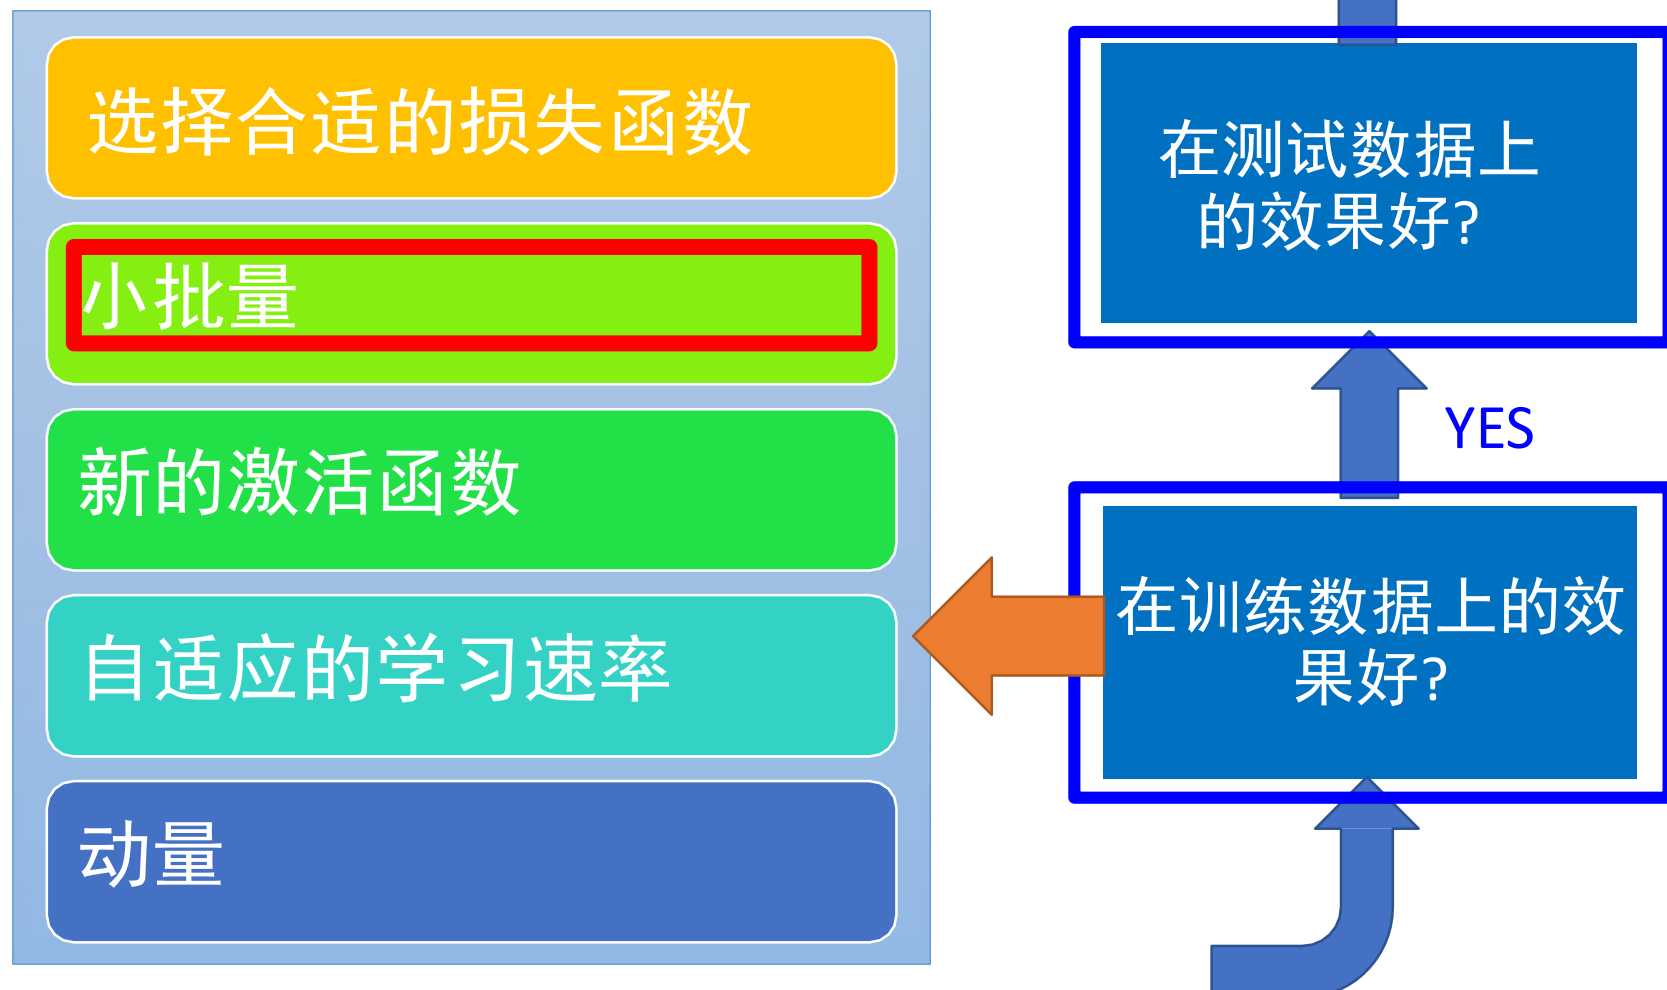 选择合适的损失函数
小批量
新的激活函数
自适应的学习速率
动量
在测试数据上
的效果好?
YES
在训练数据上的效
果好?